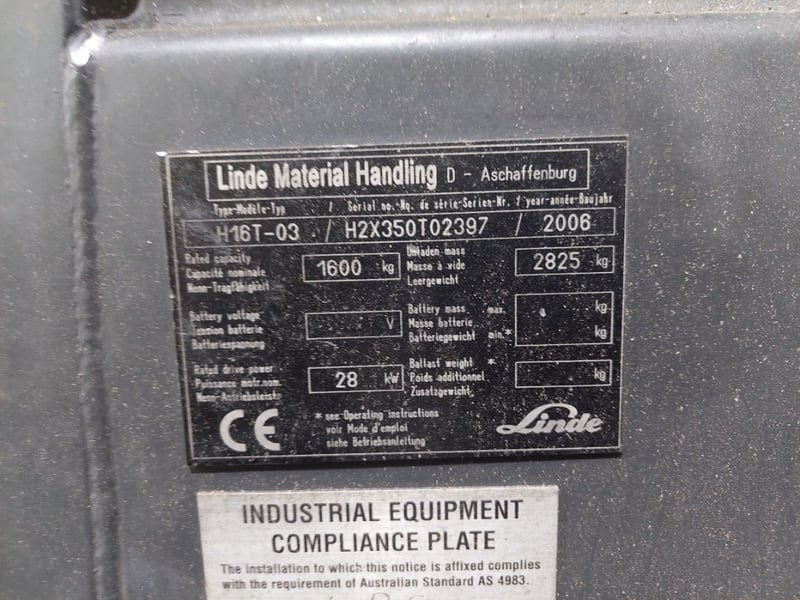 Linde Material Handling D - Aschaffenburg
Type-Modèle-Typ / Serial no.-No. de série-Serien-Nr. / year-année-Baujahr
H16T-03 / H2X350T02397 / 2006
Rated capacity
Capacité nominale
Nenn-Tragfähigkeit
1600 kg
Unladen mass
Masse à vide
Leergewicht
2825 kg
Battery voltage
Tension batterie
Batteriespannung
V
Battery mass max.
Masse batterie
Batteriegewicht min.*
kg
kg
Rated drive power
Puissance motr.nom.
Nenn-Antriebsleistg
28 kW
Ballast weight *
Poids additionnel
Zusatzgewicht
kg
CE
* see Operating instructions
voir Mode d'emploi
siehe Betriebsanleitung
Linde
INDUSTRIAL EQUIPMENT
COMPLIANCE PLATE
The installation to which this notice is affixed complies
with the requirement of Australian Standard AS 4983.